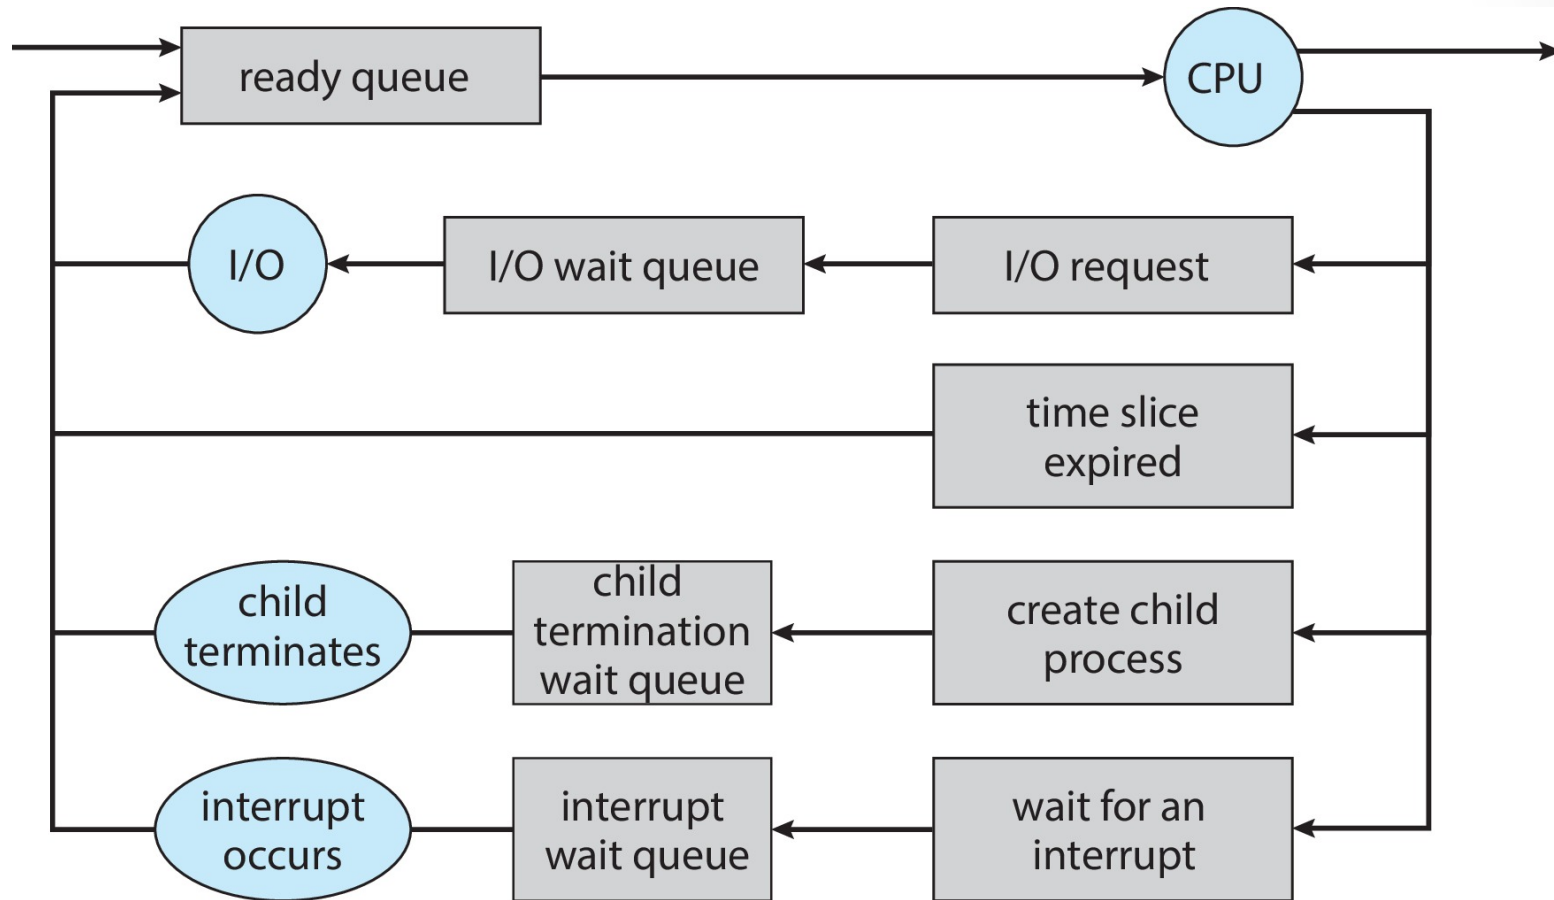 ready queue
CPU
I/O
I/O wait queue
I/O request
time slice
expired
child
terminates
child
termination
wait queue
create child
process
interrupt
occurs
interrupt
wait queue
wait for an
interrupt